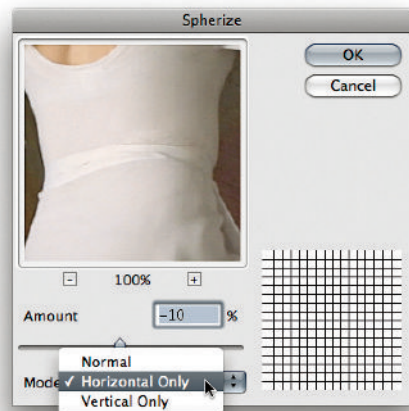 Spherize
OK
Cancel
- 100% +
Amount -10 %
Normal
Mode ✓ Horizontal Only
Vertical Only